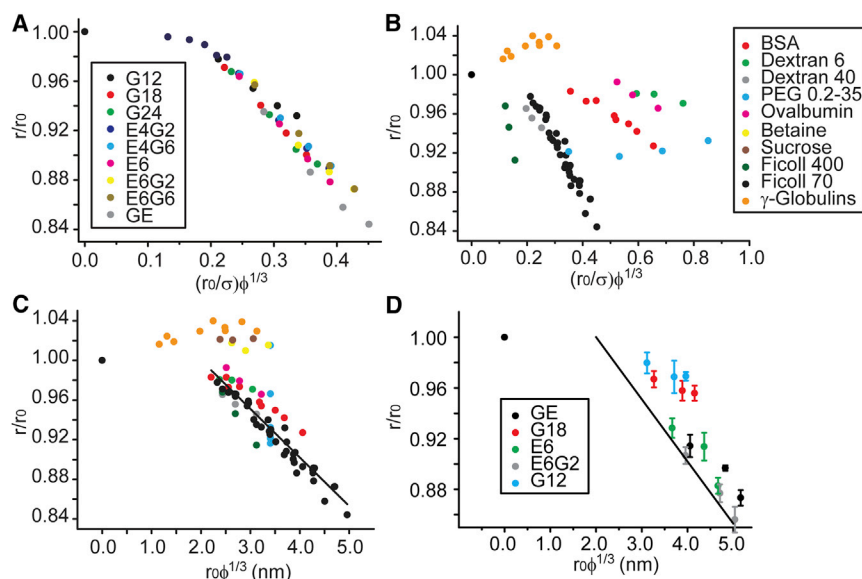 A
r/r0
1.00
0.96
0.92
0.88
0.84
G12
G18
G24
E4G2
E4G6
E6
E6G2
E6G6
GE
0.0 0.1 0.2 0.3 0.4
(r0/σ)ϕ1/3
B
r/r0
1.04
1.00
0.96
0.92
0.88
0.84
0.0 0.2 0.4 0.6 0.8 1.0
(r0/σ)ϕ1/3
BSA
Dextran 6
Dextran 40
PEG 0.2-35
Ovalbumin
Betaine
Sucrose
Ficoll 400
Ficoll 70
γ-Globulins
C
r/r0
1.04
1.00
0.96
0.92
0.88
0.84
0.0 1.0 2.0 3.0 4.0 5.0
r0ϕ1/3 (nm)
D
r/r0
1.00
0.96
0.92
0.88
GE
G18
E6
E6G2
G12
0.0 1.0 2.0 3.0 4.0 5.0
r0ϕ1/3 (nm)